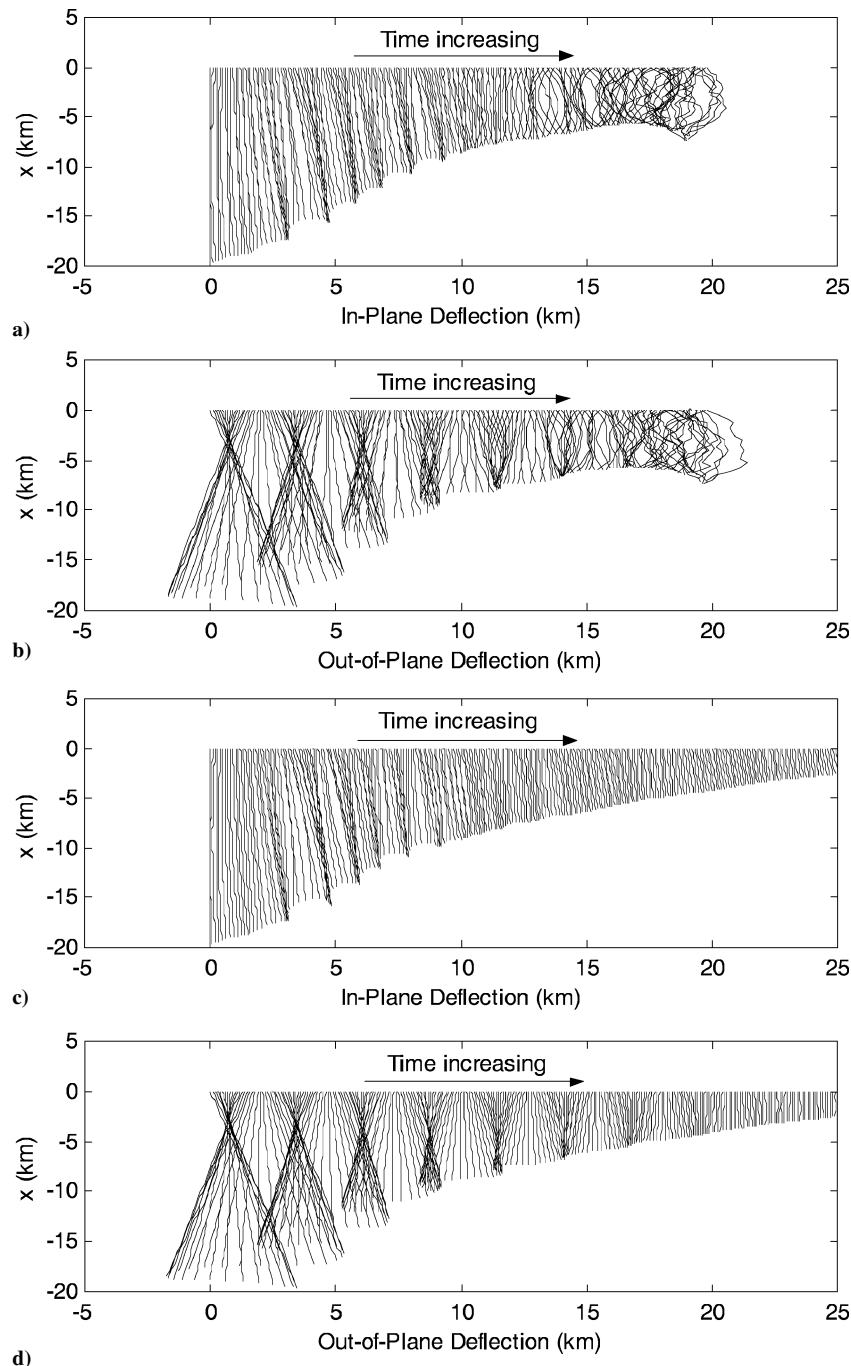 Time increasing
5
0
-5
-10
-15
-20
x (km)
-5 0 5 10 15 20 25
In-Plane Deflection (km)
a)
Time increasing
5
0
-5
-10
-15
-20
x (km)
-5 0 5 10 15 20 25
Out-of-Plane Deflection (km)
b)
Time increasing
5
0
-5
-10
-15
-20
x (km)
-5 0 5 10 15 20 25
In-Plane Deflection (km)
c)
Time increasing
5
0
-5
-10
-15
-20
x (km)
-5 0 5 10 15 20 25
Out-of-Plane Deflection (km)
d)